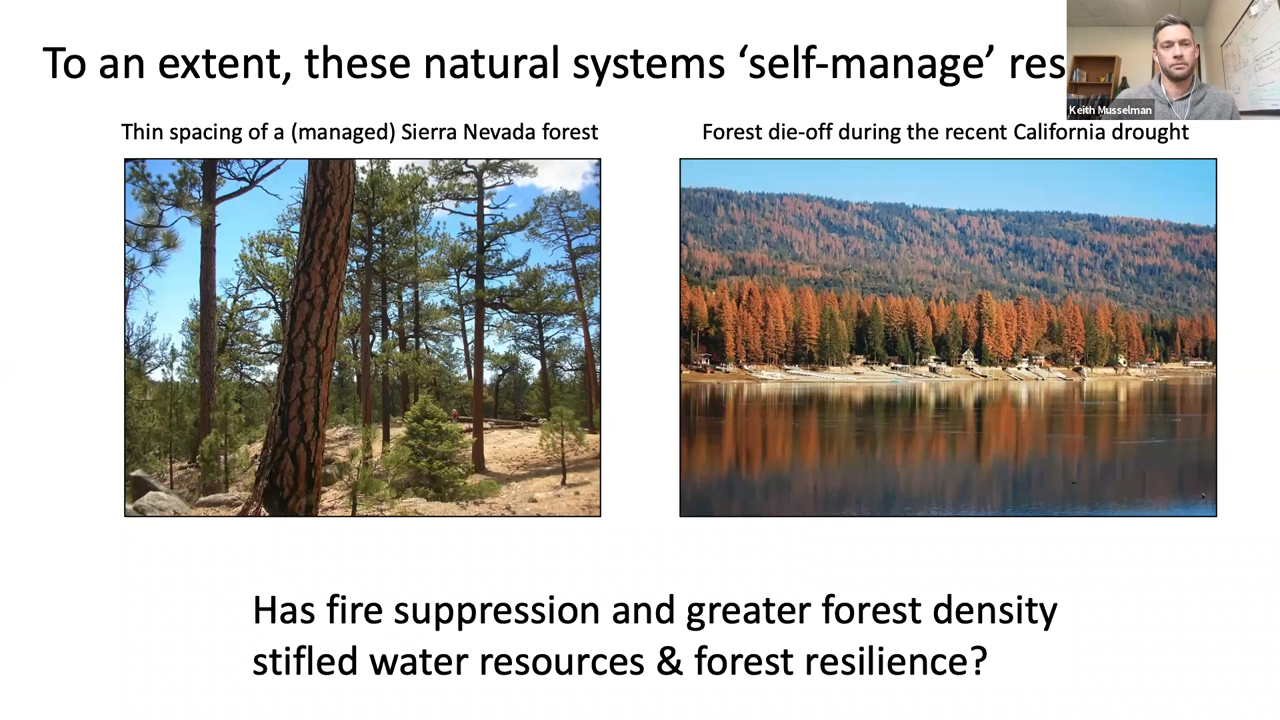 To an extent, these natural systems ‘self-manage’ res
Keith Musselman
Thin spacing of a (managed) Sierra Nevada forest
Forest die-off during the recent California drought
Has fire suppression and greater forest density
stifled water resources & forest resilience?